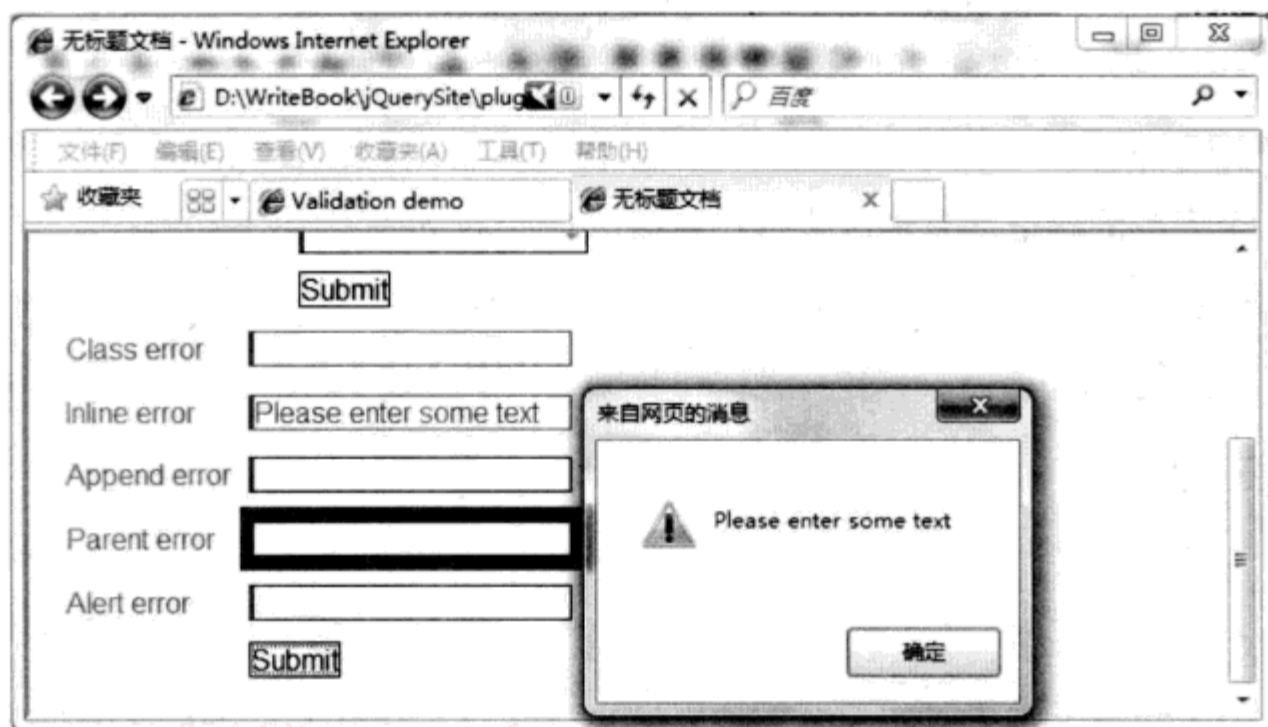 无标题文档 - Windows Internet Explorer
D:\WriteBook\jQuerySite\plug
百度
文件(F) 编辑(E) 查看(V) 收藏夹(A) 工具(T) 帮助(H)
收藏夹
Validation demo
无标题文档
Submit
Class error
Inline error
Please enter some text
Append error
Parent error
Alert error
Submit
来自网页的消息
Please enter some text
确定